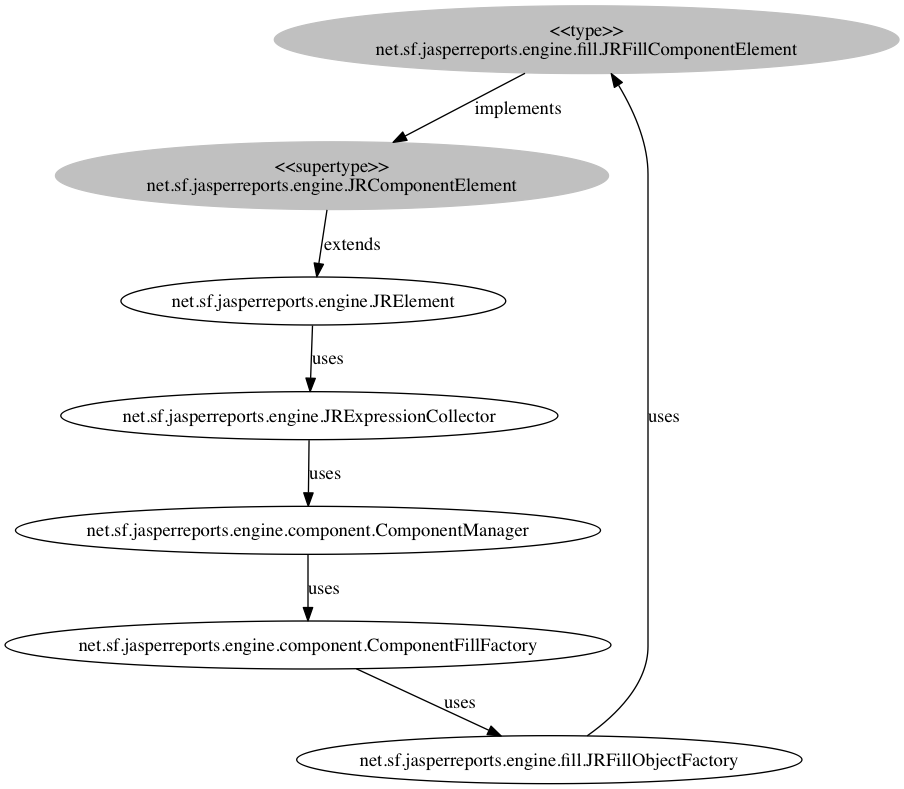 <<type>>
net.sf.jasperreports.engine.fill.JRFillComponentElement
implements
<<supertype>>
net.sf.jasperreports.engine.JRComponentElement
extends
net.sf.jasperreports.engine.JRElement
uses
net.sf.jasperreports.engine.JRExpressionCollector
uses
uses
net.sf.jasperreports.engine.component.ComponentManager
uses
net.sf.jasperreports.engine.component.ComponentFillFactory
uses
net.sf.jasperreports.engine.fill.JRFillObjectFactory